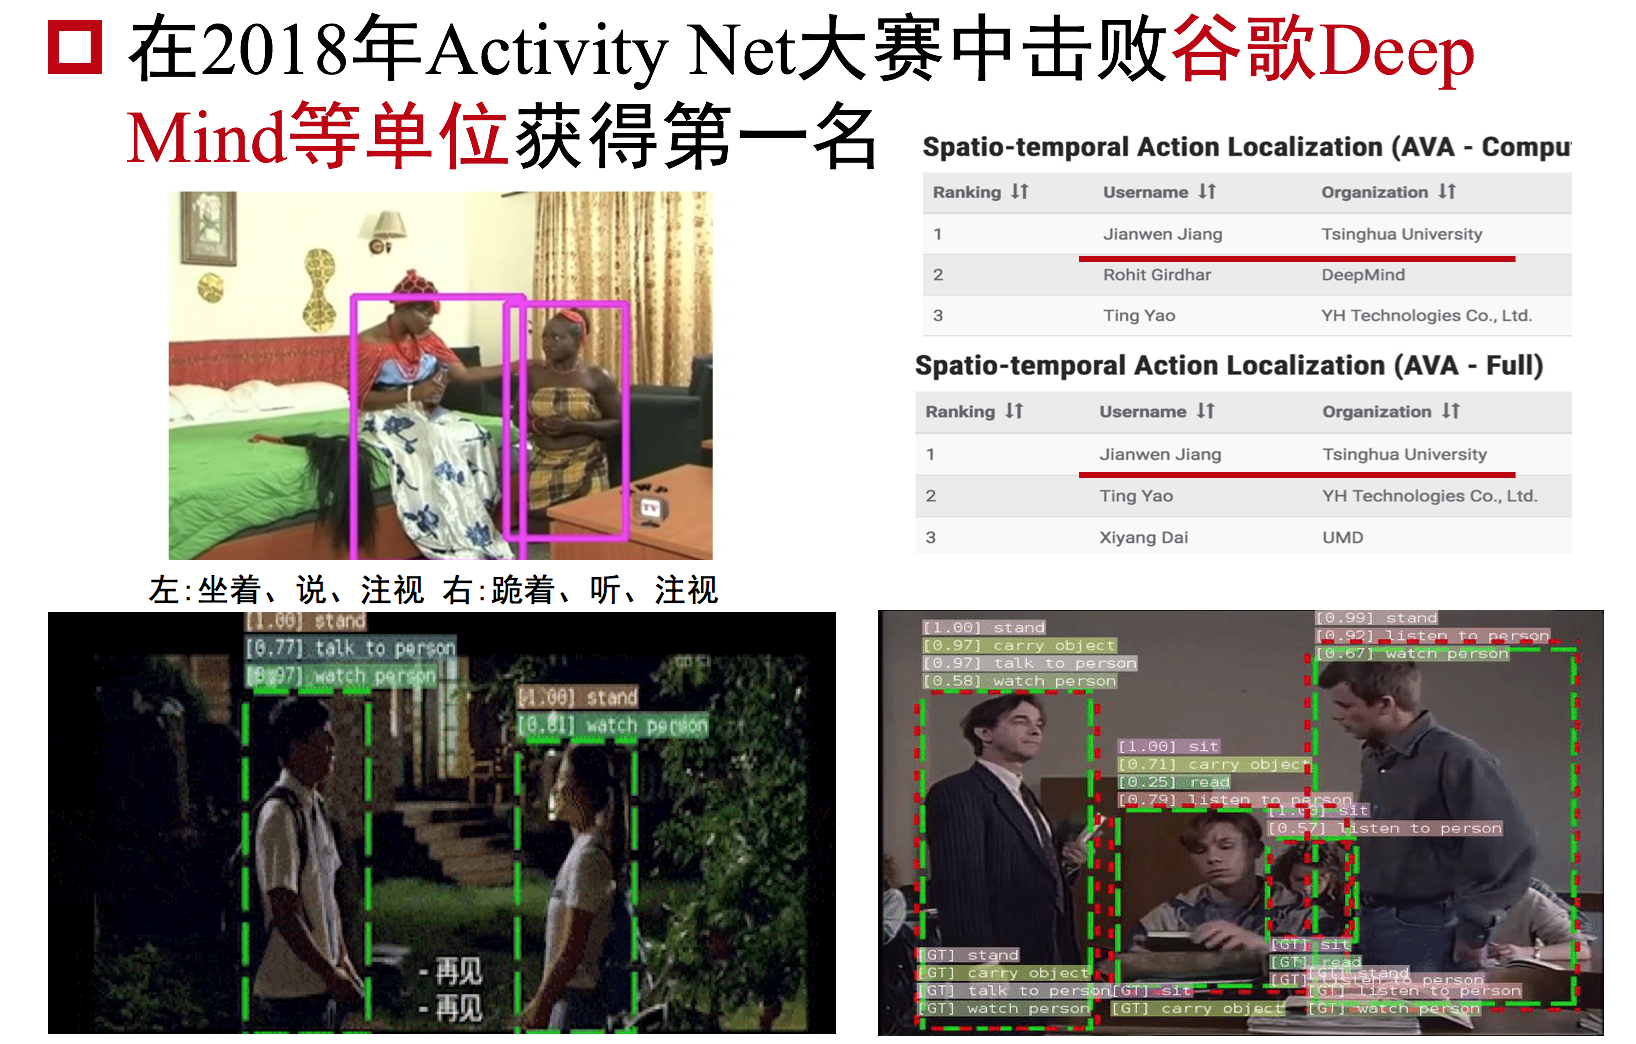 在2018年Activity Net大赛中击败谷歌Deep
Mind等单位获得第一名
Spatio-temporal Action Localization (AVA - Compu
Ranking Username Organization
1 Jianwen Jiang Tsinghua University
2 Rohit Girdhar DeepMind
3 Ting Yao YH Technologies Co., Ltd.
Spatio-temporal Action Localization (AVA - Full)
Ranking Username Organization
1 Jianwen Jiang Tsinghua University
2 Ting Yao YH Technologies Co., Ltd.
3 Xiyang Dai UMD
TV
左:坐着、说、注视 右:跪着、听、注视
[1.00] stand
[0.77] talk to person
[0.97] watch person
[1.00] stand
[0.81] watch person
- 再见
- 再见
[1.00] stand
[0.97] carry object
[0.97] talk to person
[0.58] watch person
[0.99] stand
[0.92] listen to person
[0.67] watch person
[1.00] sit
[0.71] carry object
[0.25] read
[0.79] listen to person
sit
[0.57] listen to person
[GT] stand
[GT] carry object
[GT] talk to person
[GT] watch person
[GT] sit
[GT] carry object
[GT] sit
[GT] read
[GT] listen to person
[GT] stand
[GT] listen to person
[GT] watch person